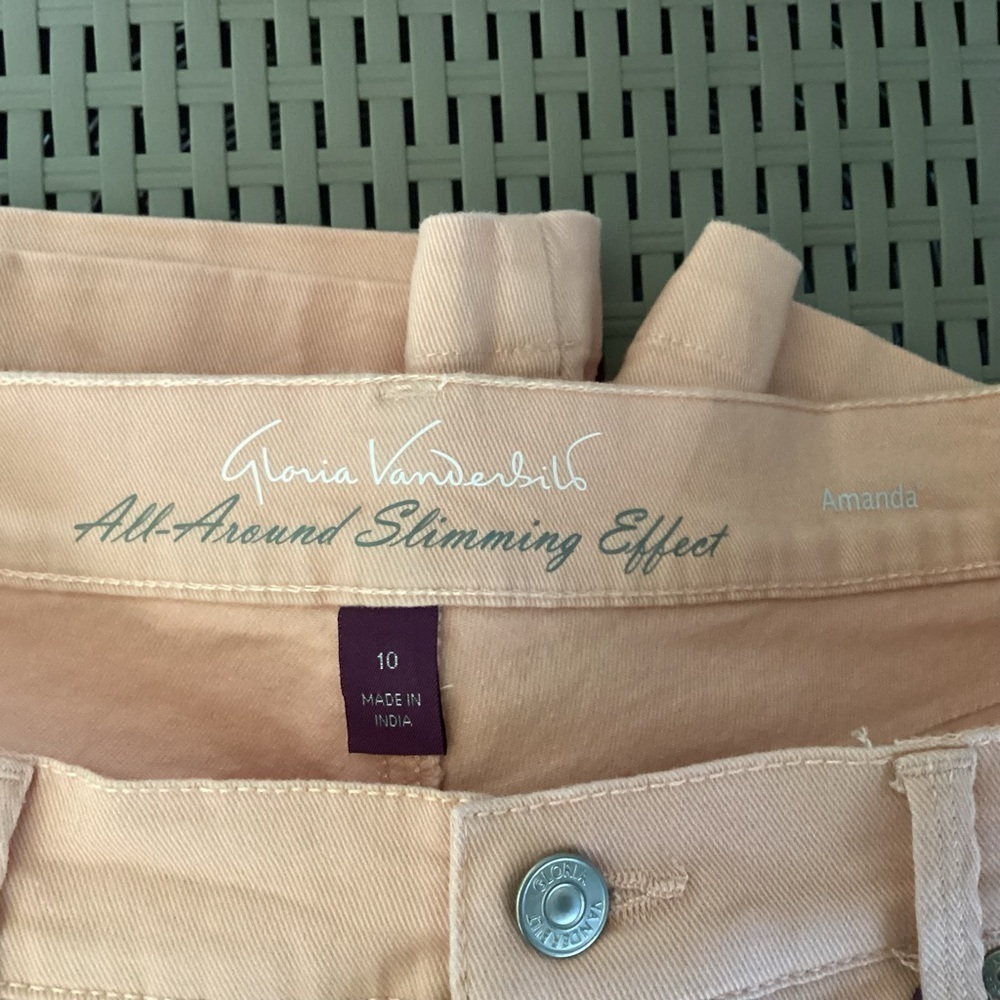 Gloria Vanderbilt
All-Around Slimming Effect
Amanda
10
MADE IN
INDIA
GLORIA
VANDERBILT